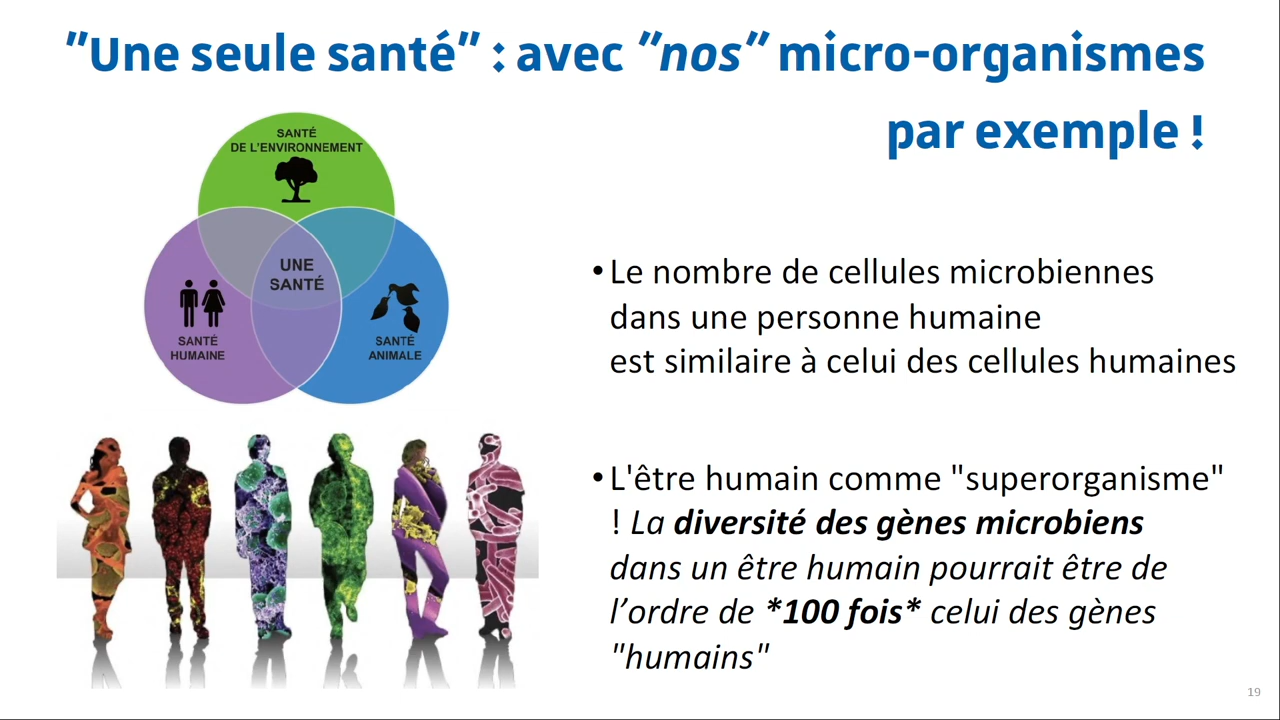 "Une seule santé" : avec "nos" micro-organismes
par exemple !
SANTÉ
DE L'ENVIRONNEMENT
UNE
SANTÉ
SANTÉ
HUMAINE
SANTÉ
ANIMALE
• Le nombre de cellules microbiennes
dans une personne humaine
est similaire à celui des cellules humaines
• L'être humain comme "superorganisme"
! La diversité des gènes microbiens
dans un être humain pourrait être de
l’ordre de *100 fois* celui des gènes
"humains"
19